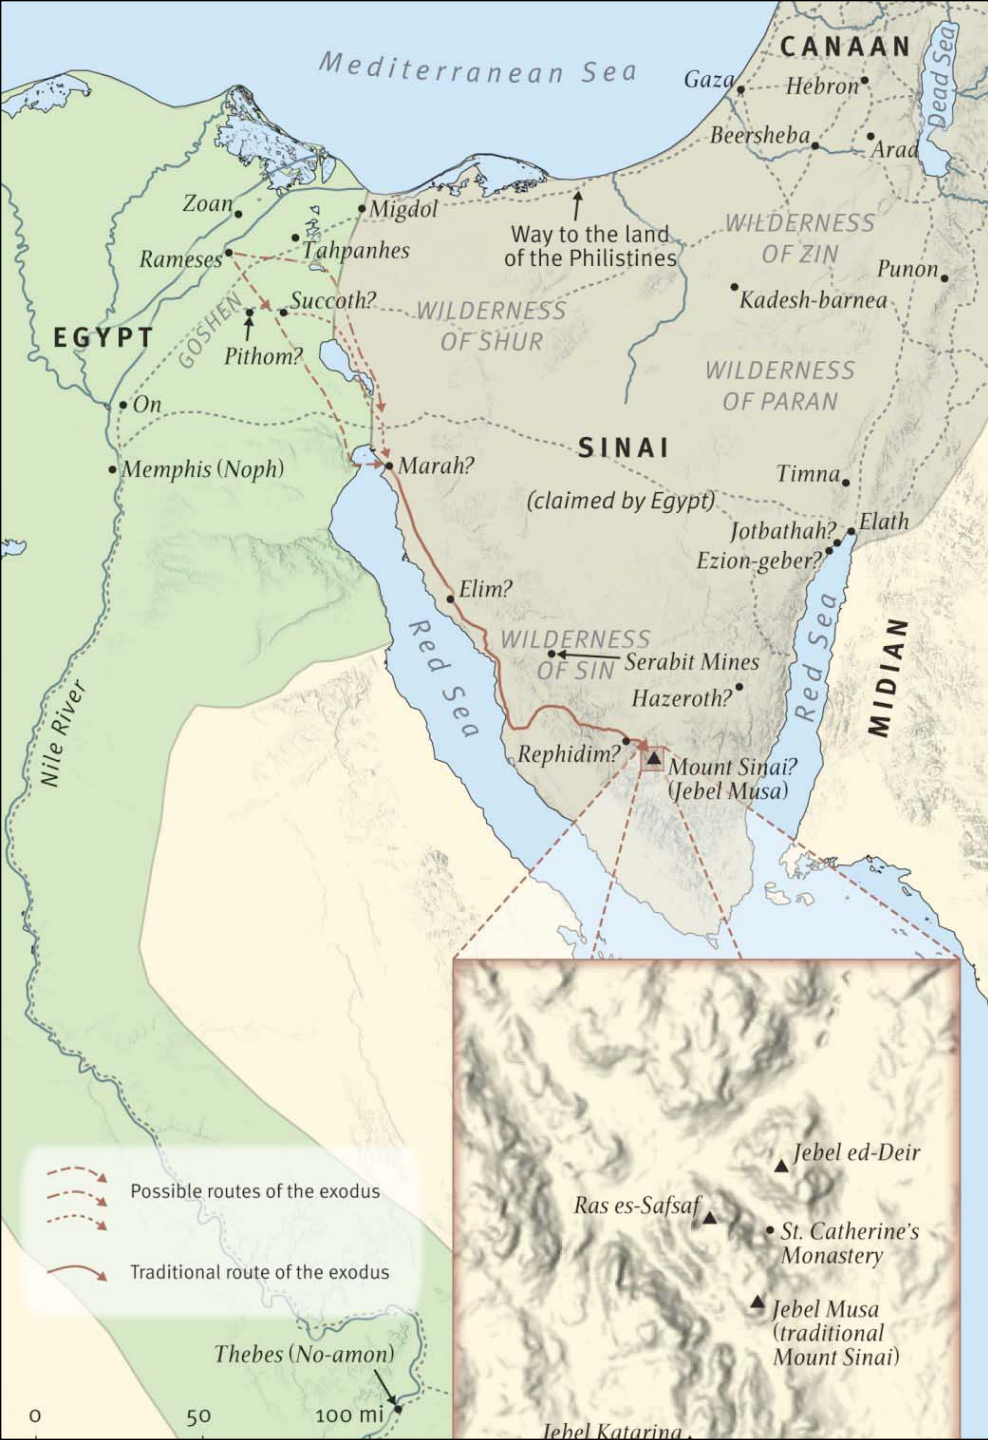 Mediterranean Sea
CANAAN
Dead Sea
Gaza
Hebron
Beersheba
Arad
Zoan
Migdol
Tahpanhes
Rameses
Way to the land
of the Philistines
WILDERNESS
OF ZIN
Punon
Kadesh-barnea
Succoth?
WILDERNESS
OF SHUR
GOSHEN
EGYPT
Pithom?
WILDERNESS
OF PARAN
On
SINAI
(claimed by Egypt)
Memphis (Noph)
Marah?
Timna
Elath
Jotbathah?
Ezion-geber?
Elim?
Red Sea
Red Sea
MIDIAN
WILDERNESS
OF SIN
Serabit Mines
Hazeroth?
Nile River
Rephidim?
Mount Sinai?
(Jebel Musa)
Jebel ed-Deir
Ras es-Safsaf
St. Catherine's
Monastery
Jebel Musa
(traditional
Mount Sinai)
Jebel Katarina
Possible routes of the exodus
Traditional route of the exodus
Thebes (No-amon)
0 50 100 mi